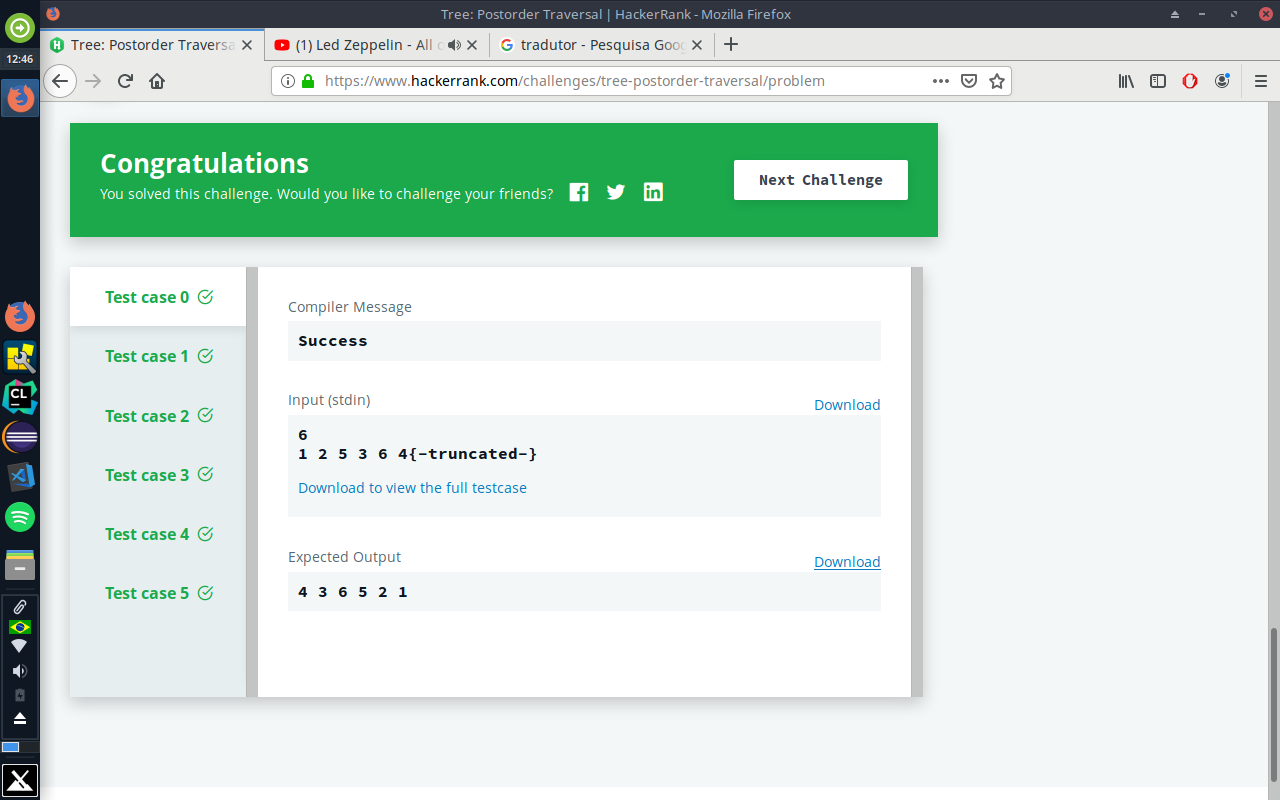 Tree: Postorder Traversal | HackerRank - Mozilla Firefox
12:46
Tree: Postorder Traversa
(1) Led Zeppelin - All
tradutor - Pesquisa Goo
https://www.hackerrank.com/challenges/tree-postorder-traversal/problem
Congratulations
You solved this challenge. Would you like to challenge your friends?
Next Challenge
Test case 0
Test case 1
Test case 2
Test case 3
Test case 4
Test case 5
Compiler Message
Success
Input (stdin)
Download
6
1 2 5 3 6 4{-truncated-}
Download to view the full testcase
Expected Output
Download
4 3 6 5 2 1
CL